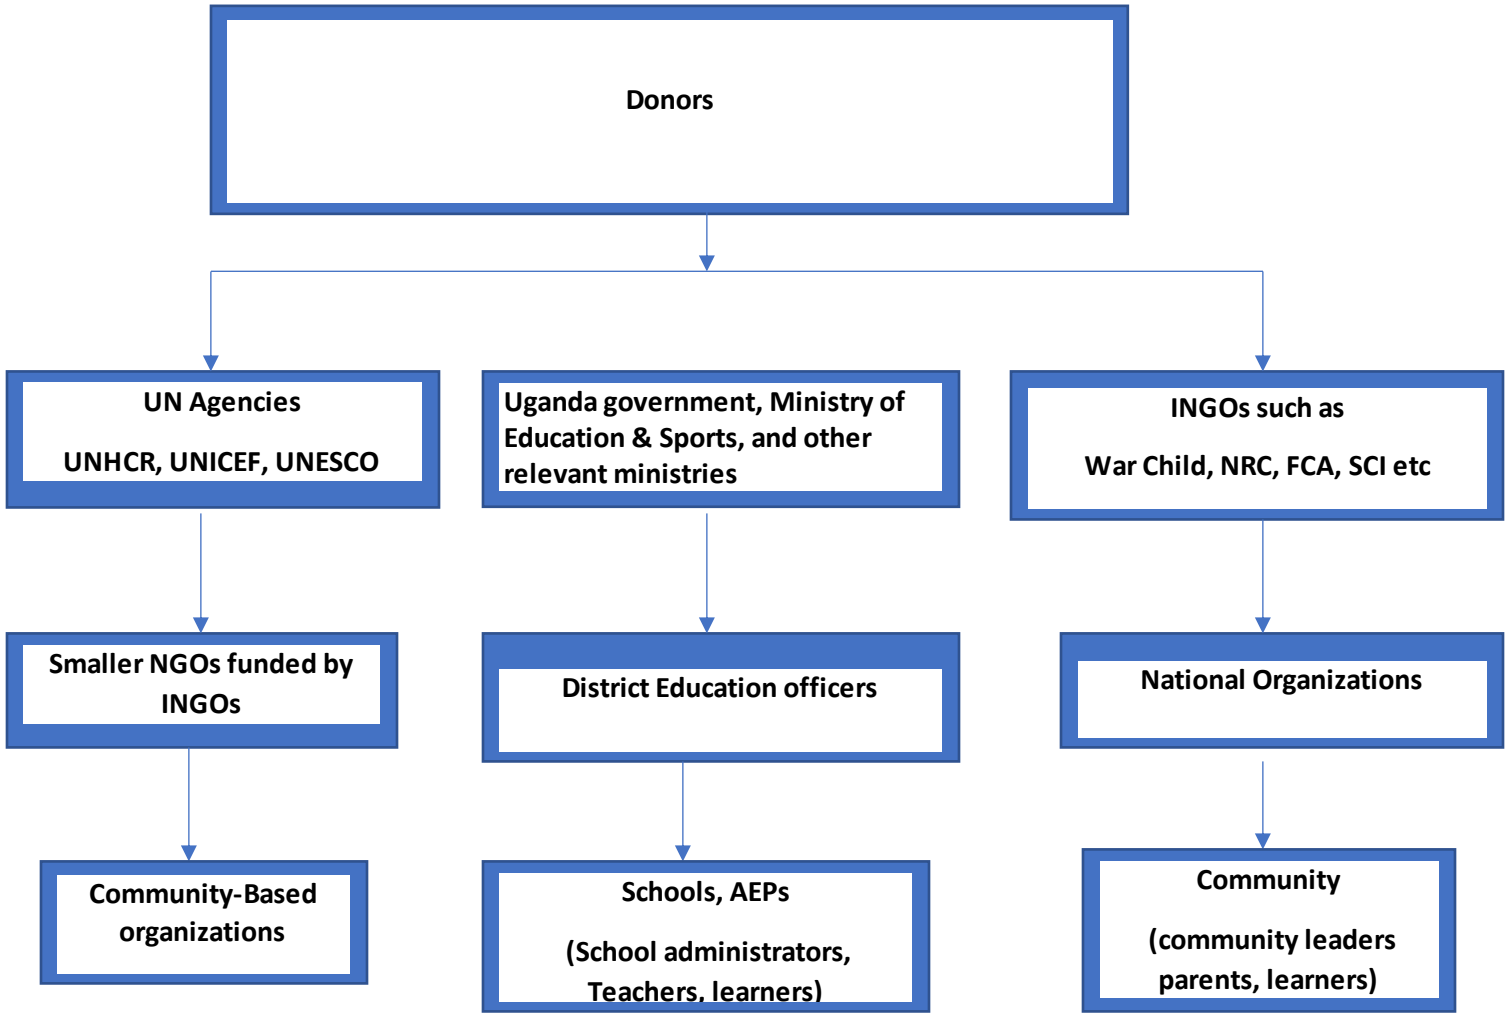 Donors
UN Agencies
UNHCR, UNICEF, UNESCO
Uganda government, Ministry of
Education & Sports, and other
relevant ministries
INGOs such as
War Child, NRC, FCA, SCI etc
Smaller NGOs funded by
INGOs
District Education officers
National Organizations
Community-Based
organizations
Schools, AEPs
(School administrators,
Teachers, learners)
Community
(community leaders
parents, learners)